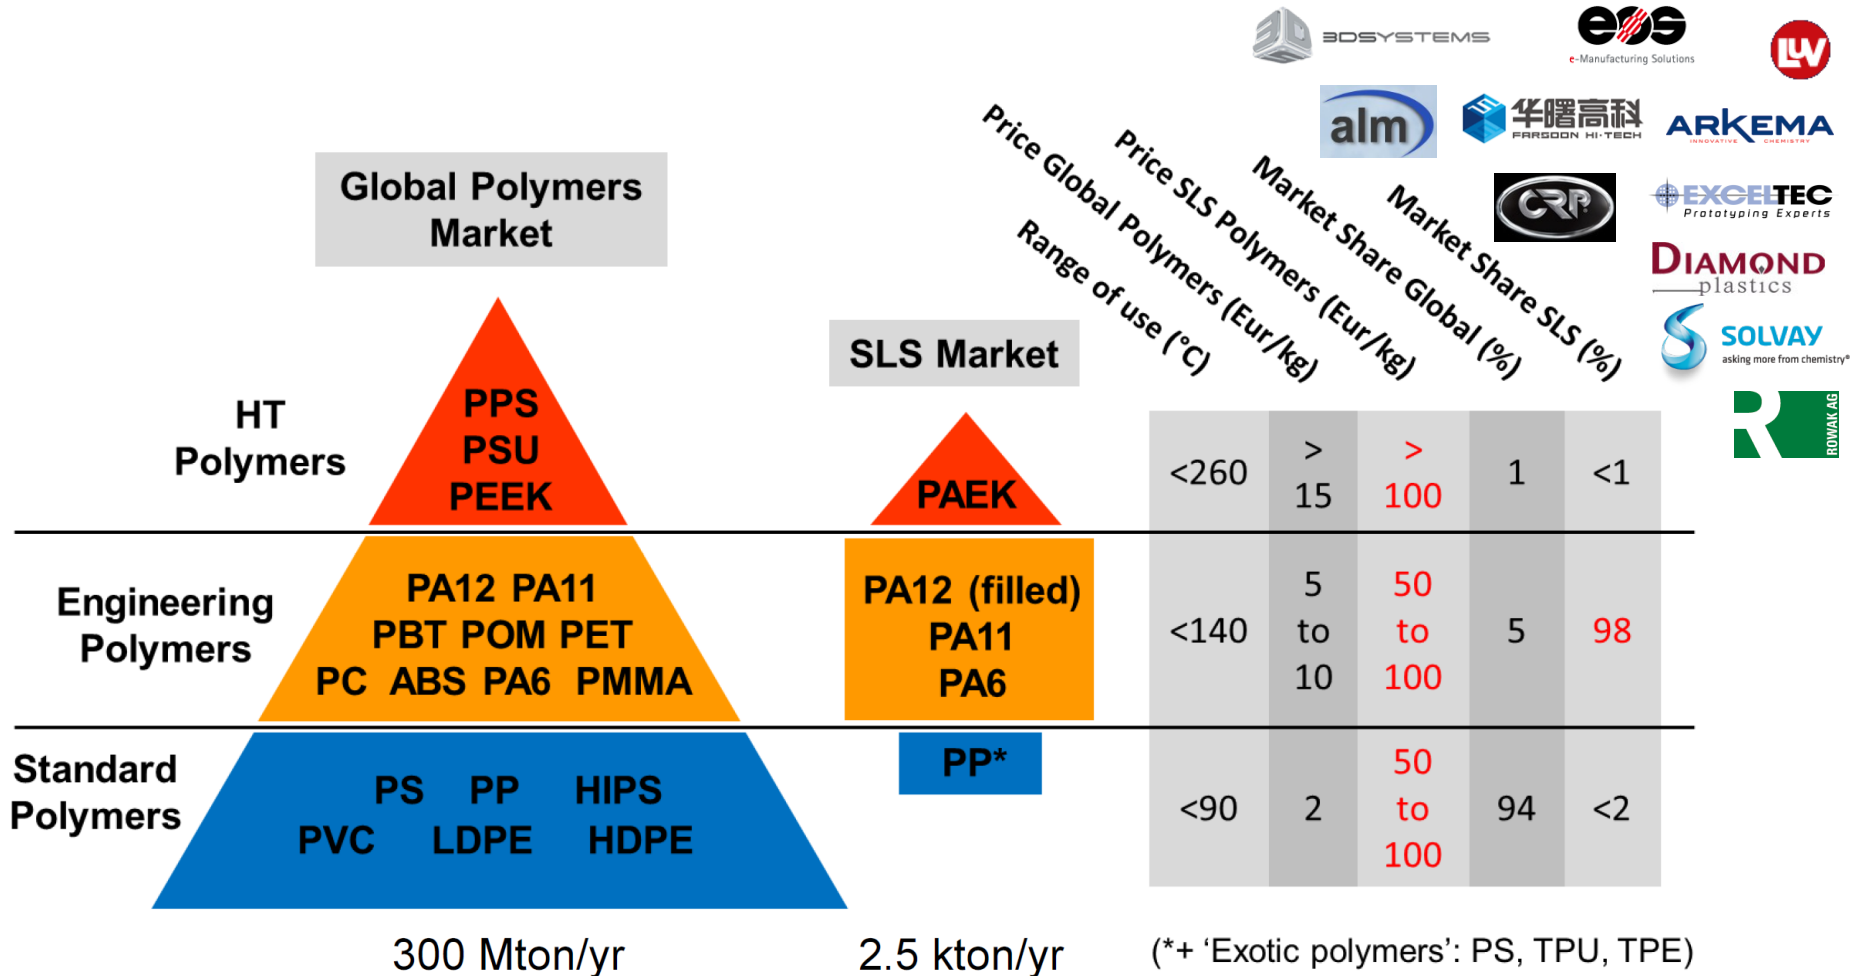 3DSYSTEMS
eos
e-Manufacturing Solutions
LUV
alm
华曙高科
FARSOON HI-TECH
ARKEMA
INNOVATIVE CHEMISTRY
CRP
EXCELTEC
Prototyping Experts
DIAMOND
plastics
SOLVAY
asking more from chemistry®
R
ROWAK AG
Global Polymers
Market
SLS Market
Range of use (°C)
Price Global Polymers (Eur/kg)
Price SLS Polymers (Eur/kg)
Market Share Global (%)
Market Share SLS (%)
HT
Polymers
PPS
PSU
PEEK
PAEK
<260
>
15
>
100
1
<1
Engineering
Polymers
PA12 PA11
PBT POM PET
PC ABS PA6 PMMA
PA12 (filled)
PA11
PA6
<140
5
to
10
50
to
100
5
98
Standard
Polymers
PS PP HIPS
PVC LDPE HDPE
PP*
<90
2
50
to
100
94
<2
300 Mton/yr
2.5 kton/yr
(*+ ‘Exotic polymers’: PS, TPU, TPE)